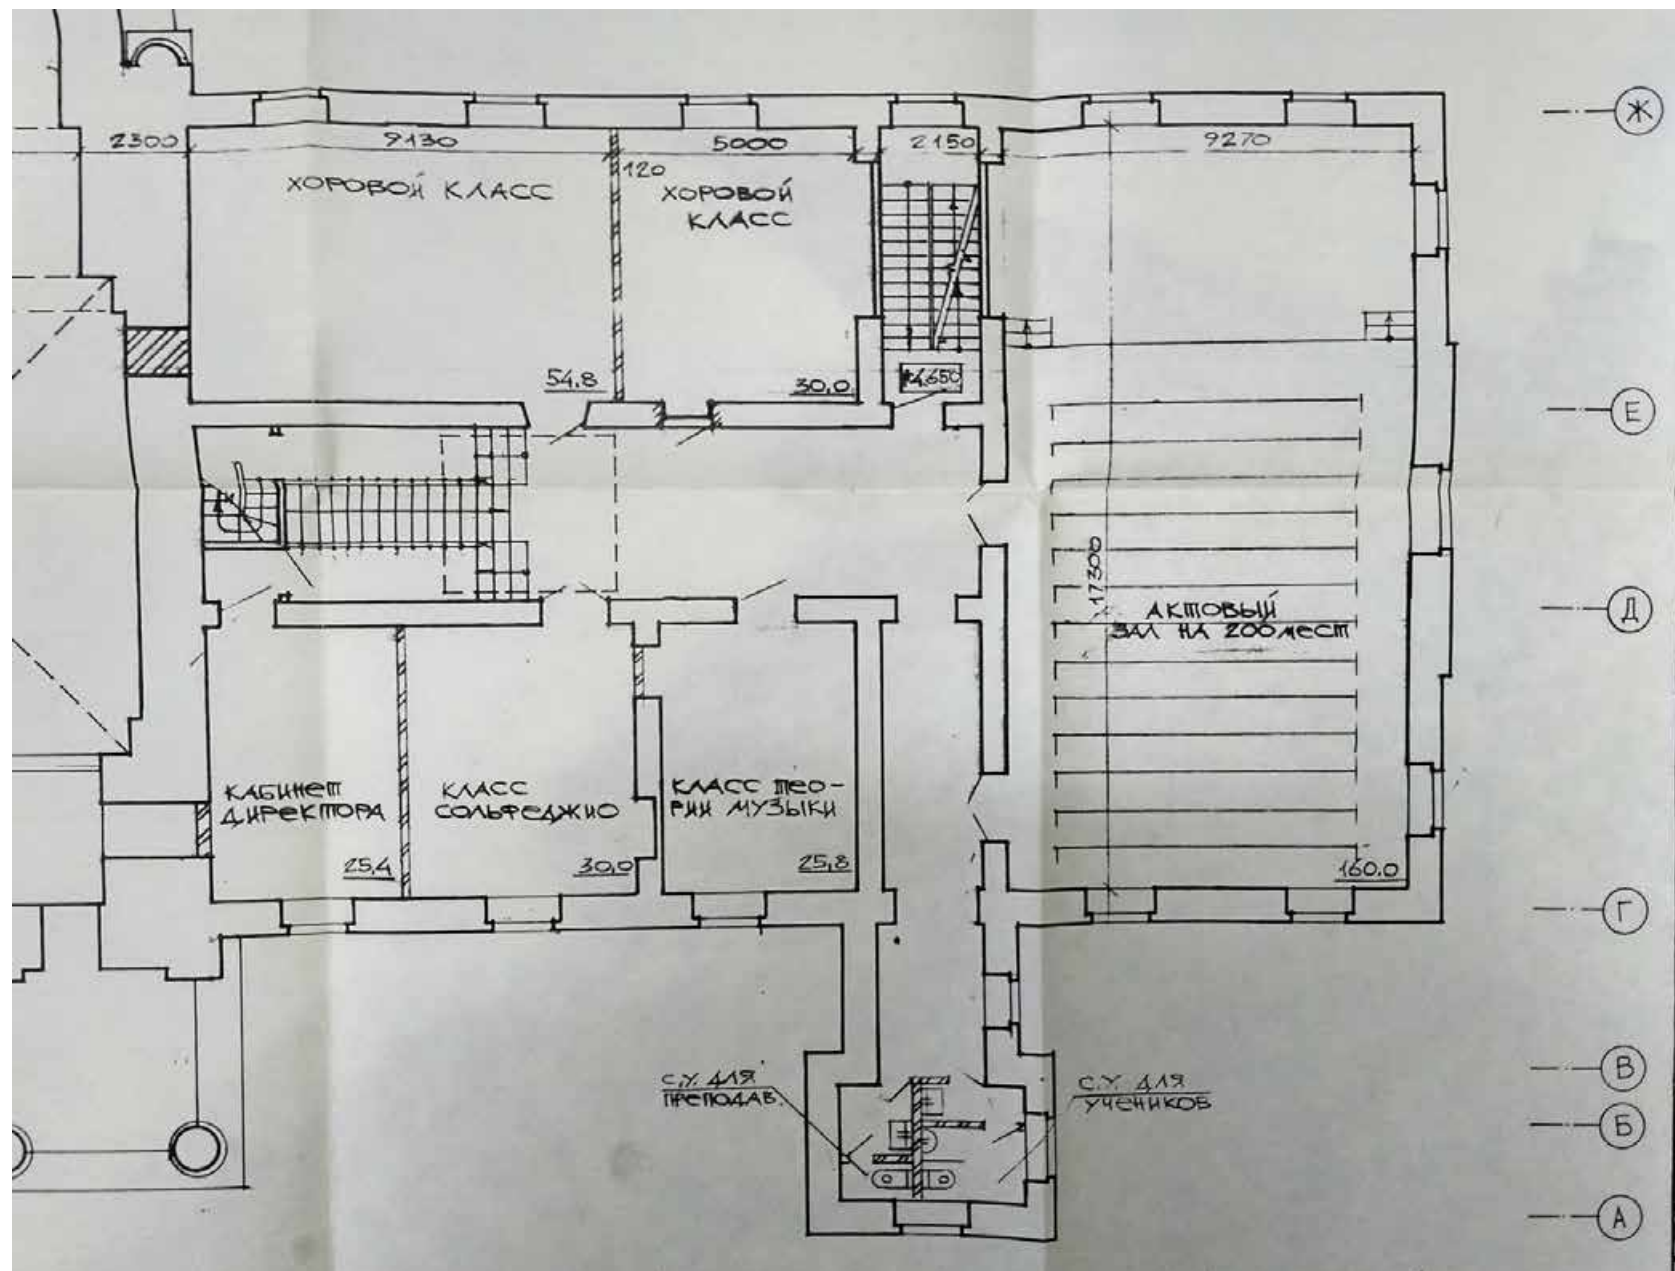 Ж
2300
9130
5000
2150
9270
120
ХОРОВОЙ КЛАСС
ХОРОВОЙ
КЛАСС
54,8
30,0
4.650
Е
17300
АКТОВЫЙ
ЗАЛ НА 200 МЕСТ
Д
КАБИНЕТ
ДИРЕКТОРА
КЛАСС
СОЛЬФЕДЖИО
КЛАСС ТЕО-
РИИ МУЗЫКИ
25,4
30,0
25,8
160.0
Г
С.У. ДЛЯ
ПРЕПОДАВ.
С.У. ДЛЯ
УЧЕНИКОВ
В
Б
А